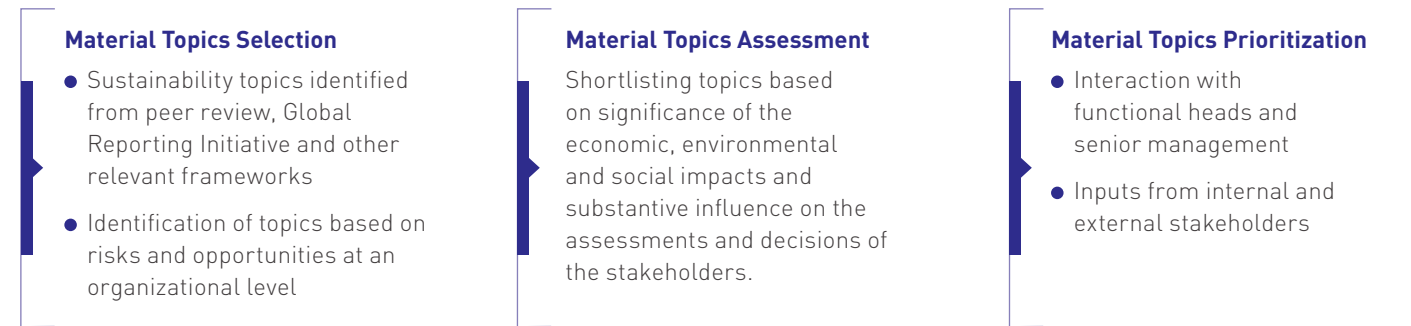 Material Topics Selection
● Sustainability topics identified
from peer review, Global
Reporting Initiative and other
relevant frameworks
● Identification of topics based on
risks and opportunities at an
organizational level
Material Topics Assessment
Shortlisting topics based
on significance of the
economic, environmental
and social impacts and
substantive influence on the
assessments and decisions of
the stakeholders.
Material Topics Prioritization
● Interaction with
functional heads and
senior management
● Inputs from internal and
external stakeholders